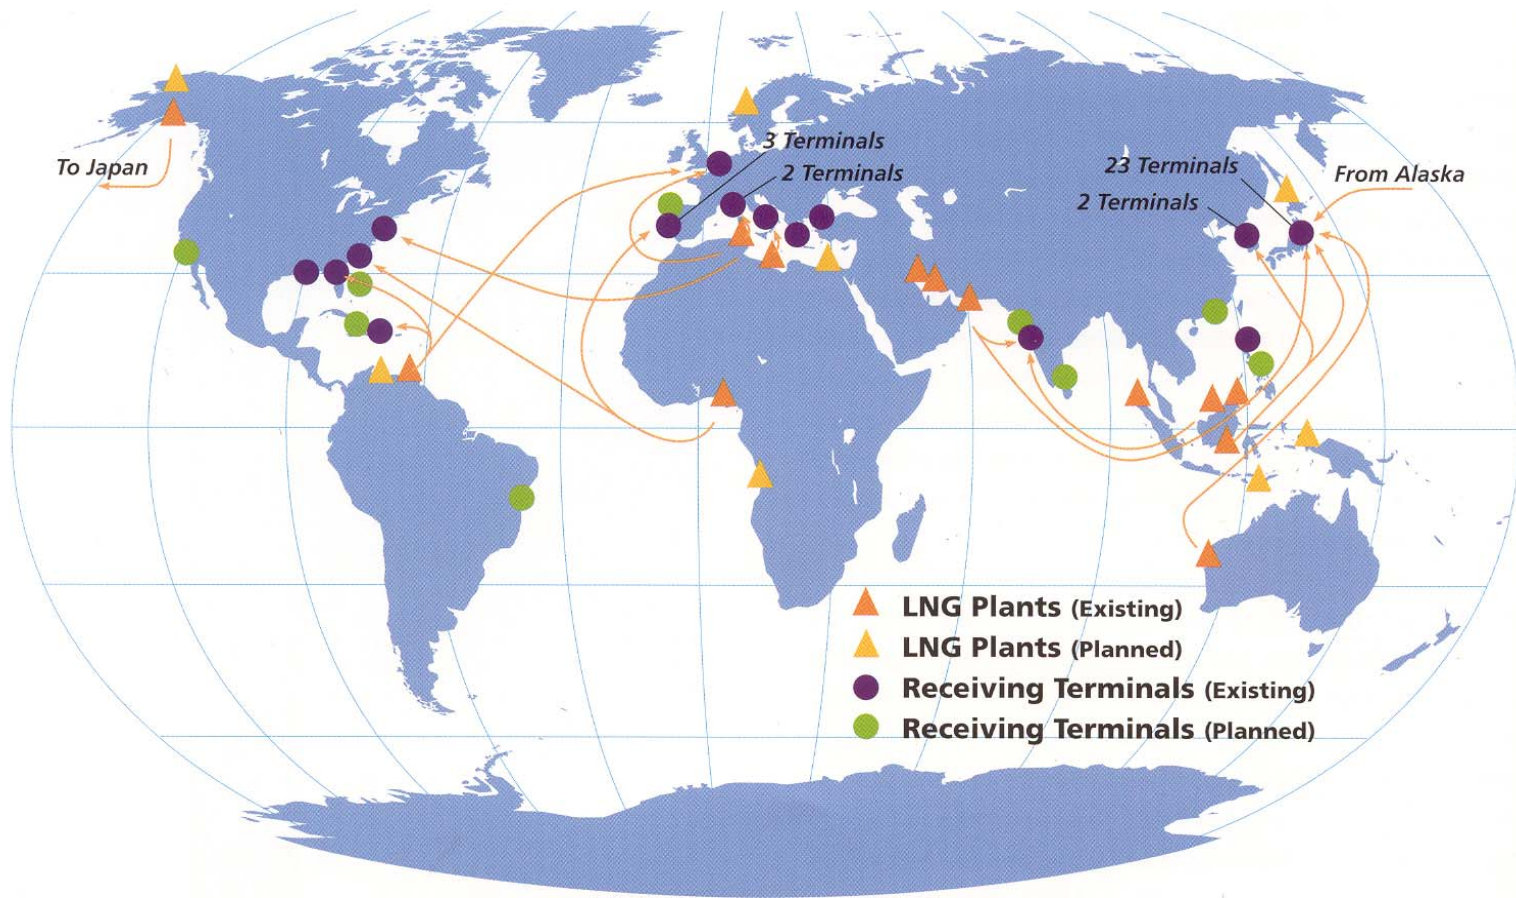 3 Terminals
To Japan
2 Terminals
23 Terminals
From Alaska
2 Terminals
LNG Plants (Existing)
LNG Plants (Planned)
Receiving Terminals (Existing)
Receiving Terminals (Planned)